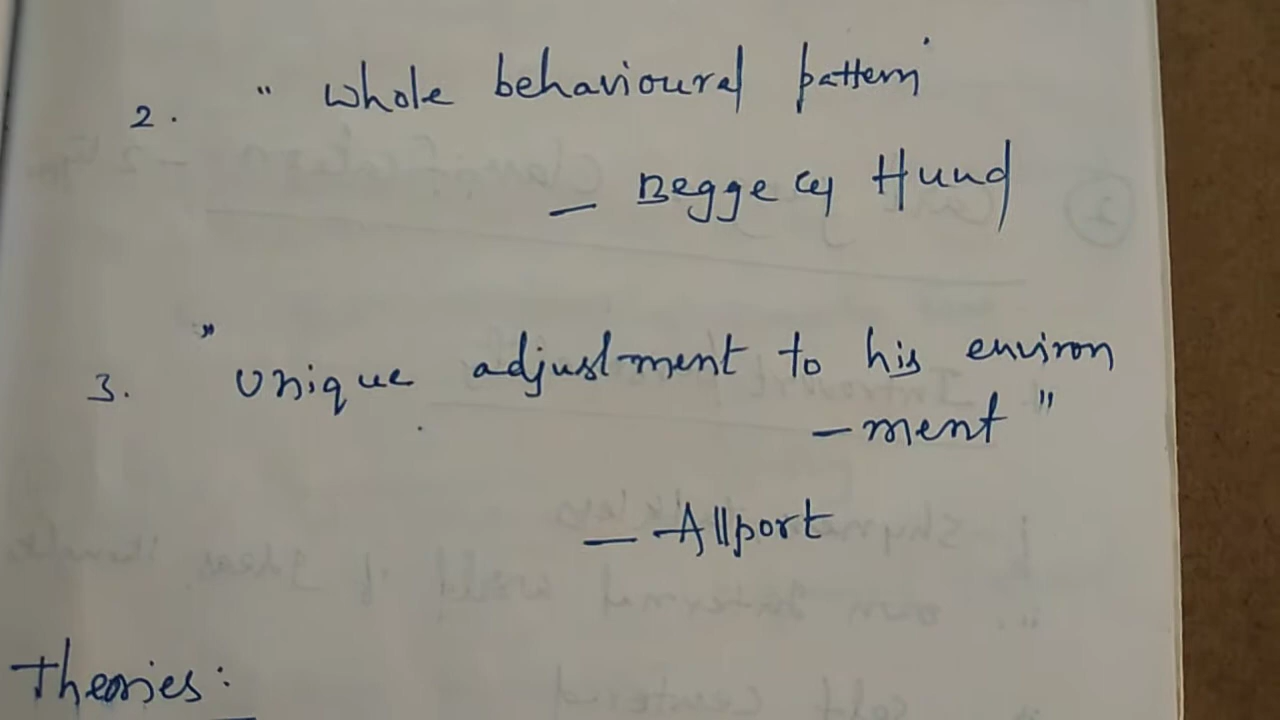 2. " whole behavioural pattern
— Begge cy Hund
3. " Unique adjustment to his environ
– ment "
— Allport
Theories :